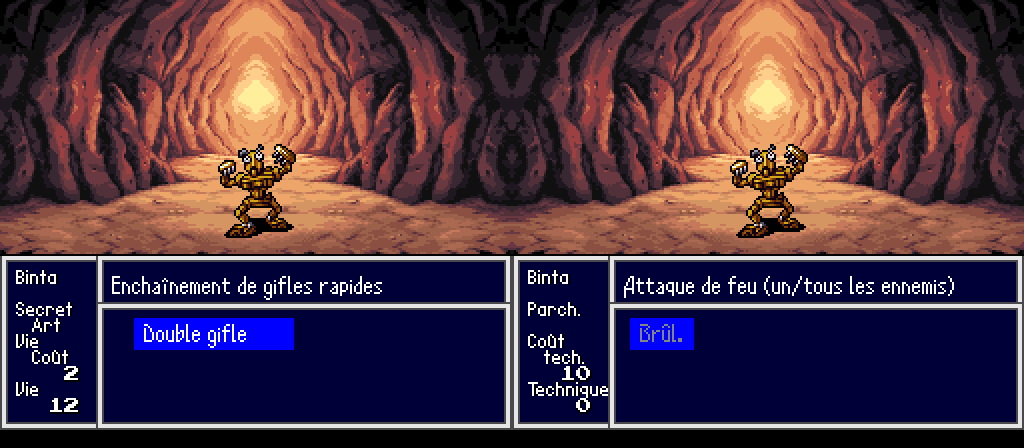 Binta
Enchaînement de gifles rapides
Secret
Art
Vie
Coût
2
Vie
12
Double gifle
Binta
Attaque de feu (un/tous les ennemis)
Parch.
Coût
tech.
10
Technique
0
Brûl.